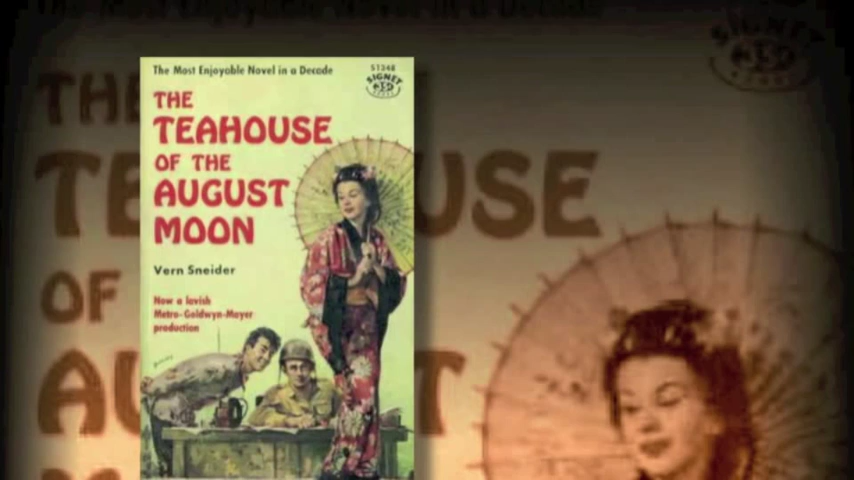 The Most Enjoyable Novel in a Decade
S1348
SIGNET
BOOKS
THE
TEAHOUSE
OF THE
AUGUST
MOON
Vern Sneider
Now a lavish
Metro-Goldwyn-Mayer
production